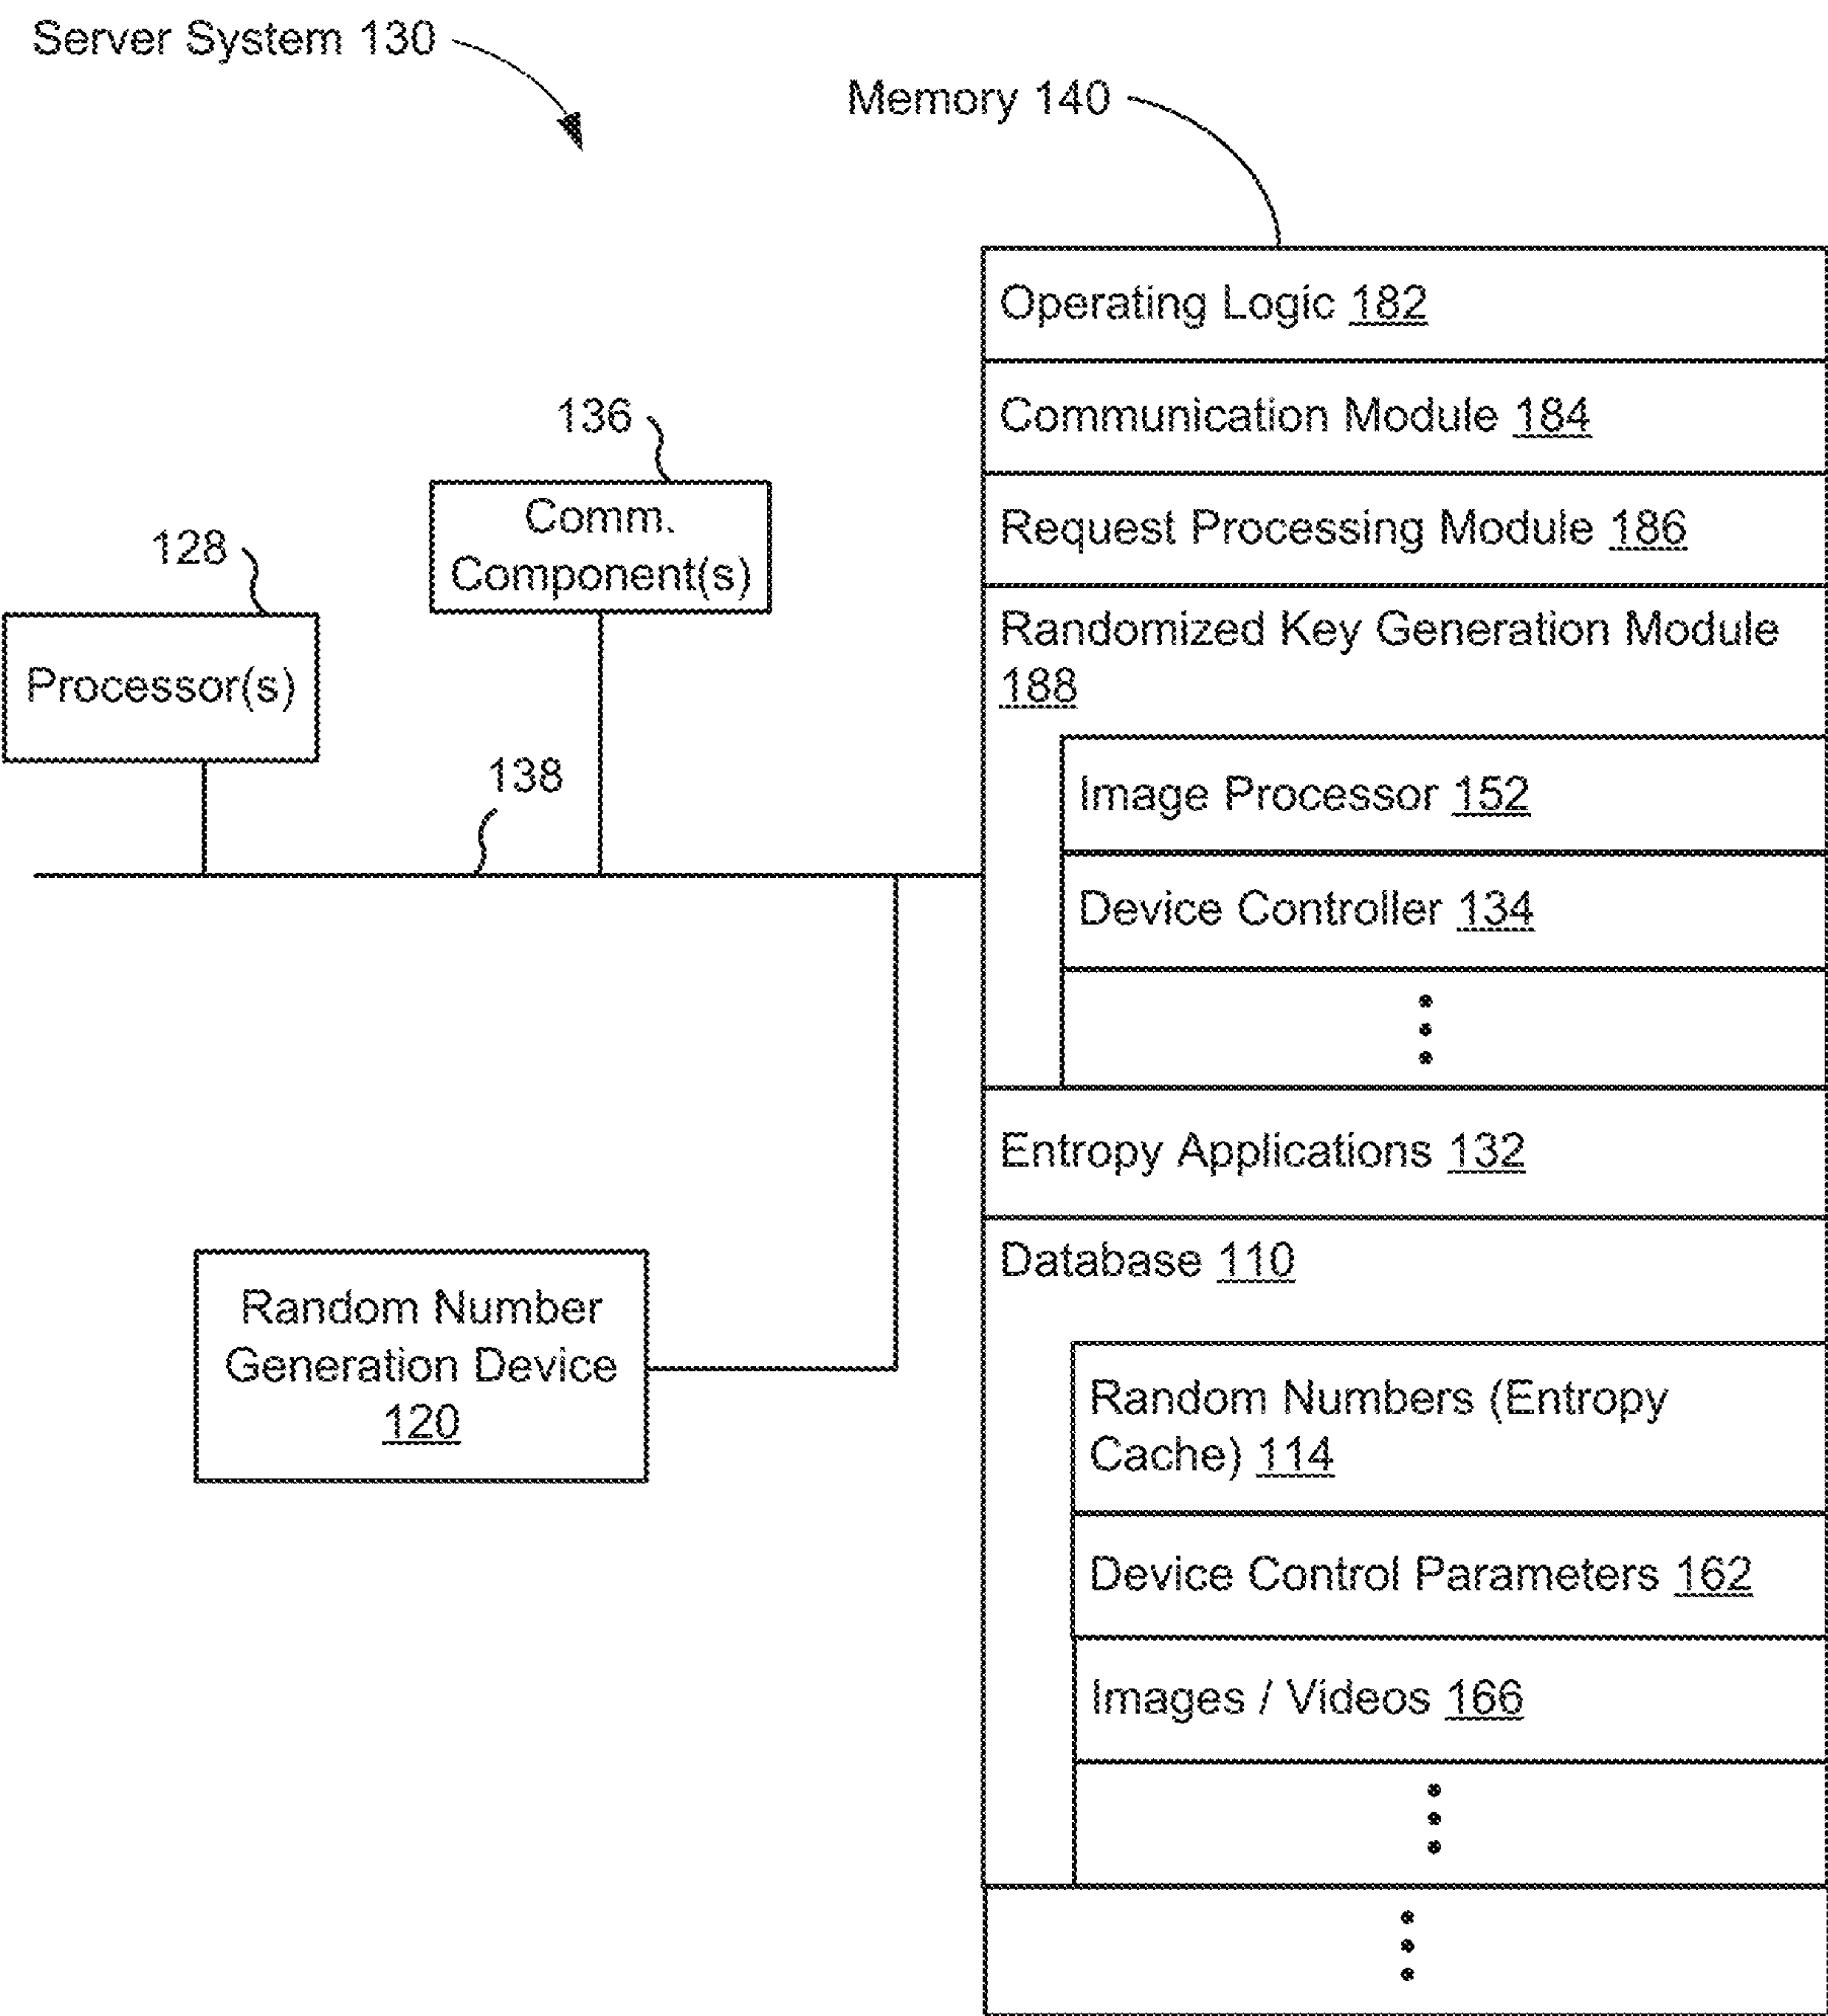 Server System 130
Memory 140
Operating Logic 182
Communication Module 184
136
Comm.
Component(s)
Request Processing Module 186
128
Processor(s)
Randomized Key Generation Module
188
138
Image Processor 152
Device Controller 134
Entropy Applications 132
Database 110
Random Number
Generation Device
120
Random Numbers (Entropy
Cache) 114
Device Control Parameters 162
Images / Videos 166